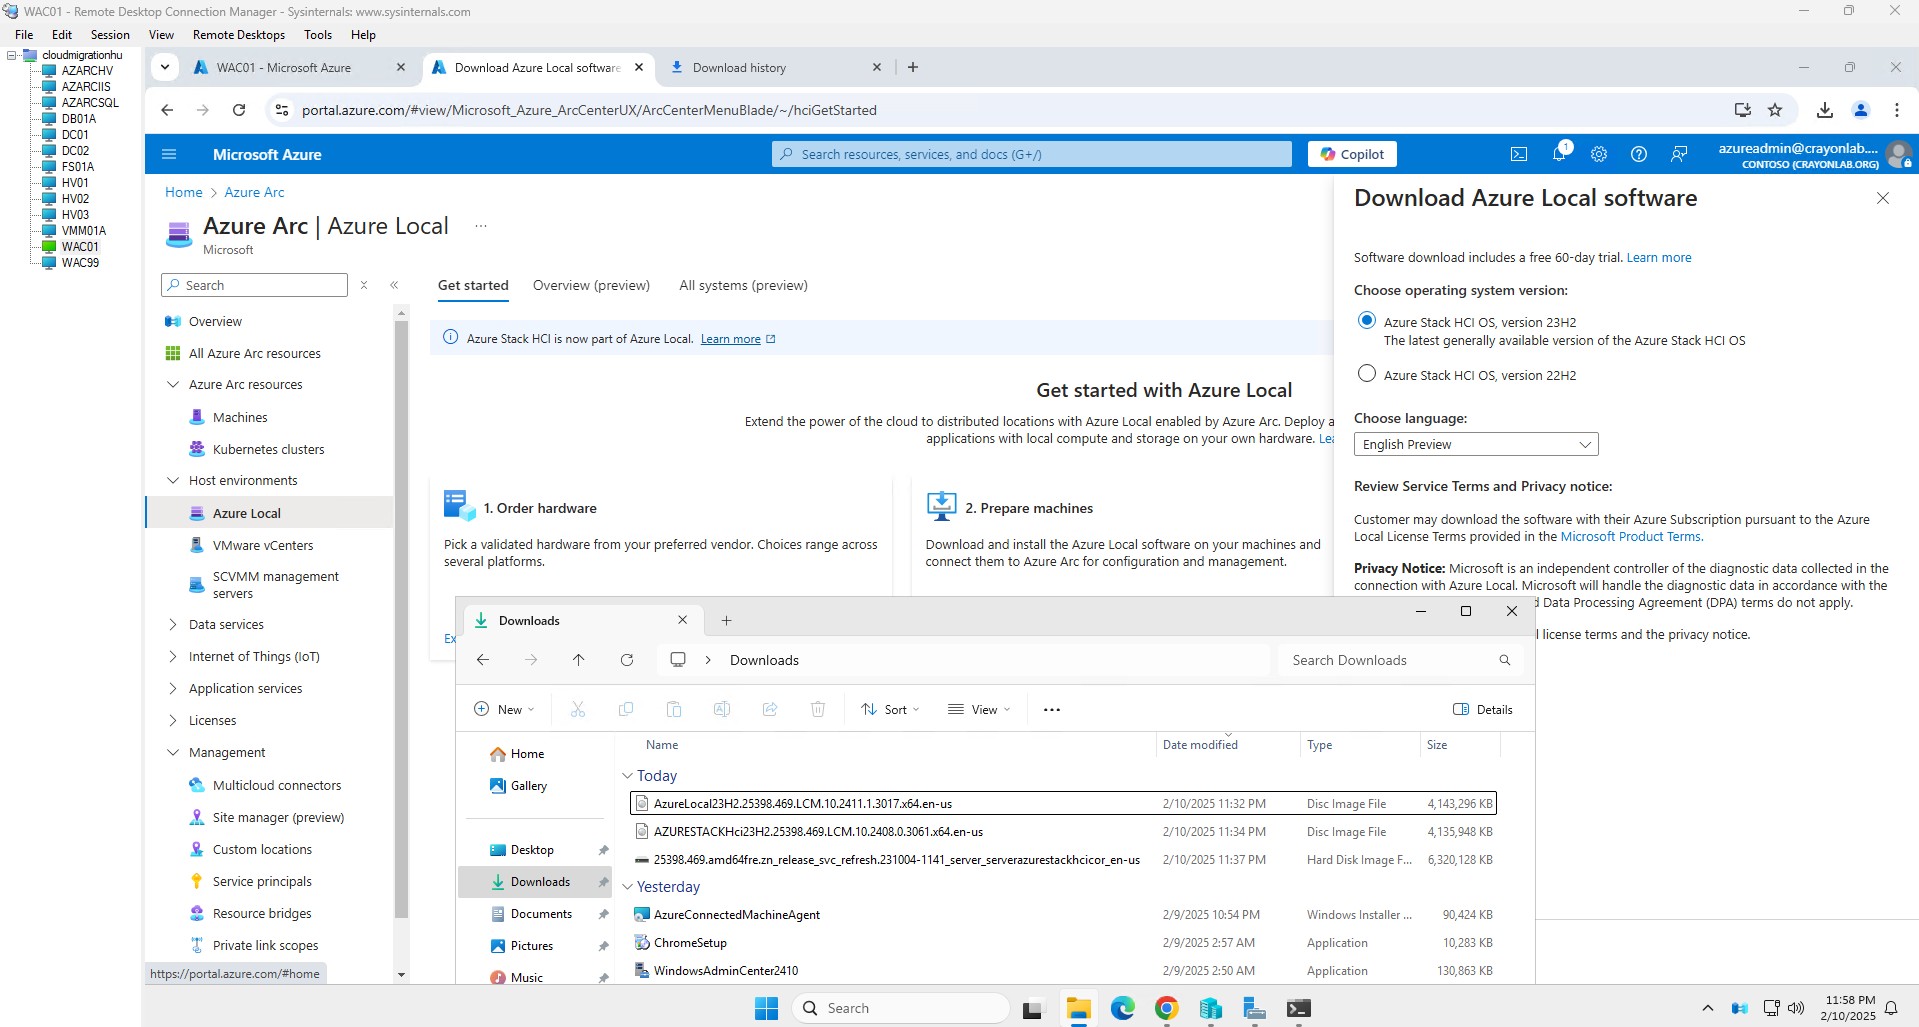 WAC01 - Remote Desktop Connection Manager - Sysinternals: www.sysinternals.com
File Edit Session View Remote Desktops Tools Help
cloudmigrationhu
AZARCHV
AZARCIIS
AZARCSQL
DB01A
DC01
DC02
FS01A
HV01
HV02
HV03
VMM01A
WAC01
WAC99
WAC01 - Microsoft Azure
Download Azure Local software
Download history
portal.azure.com/#view/Microsoft_Azure_ArcCenterUX/ArcCenterMenuBlade/~/hciGetStarted
Microsoft Azure
Search resources, services, and docs (G+/)
Copilot
1
azureadmin@crayonlab....
CONTOSO (CRAYONLAB.ORG)
Home > Azure Arc
Azure Arc | Azure Local ...
Microsoft
Search
Overview
All Azure Arc resources
Azure Arc resources
Machines
Kubernetes clusters
Host environments
Azure Local
VMware vCenters
SCVMM management
servers
Data services
Internet of Things (IoT)
Application services
Licenses
Management
Multicloud connectors
Site manager (preview)
Custom locations
Service principals
Resource bridges
Private link scopes
https://portal.azure.com/#home
Get started Overview (preview) All systems (preview)
Azure Stack HCI is now part of Azure Local. Learn more
Get started with Azure Local
Extend the power of the cloud to distributed locations with Azure Local enabled by Azure Arc. Deploy a
applications with local compute and storage on your own hardware. Lea
1. Order hardware
Pick a validated hardware from your preferred vendor. Choices range across
several platforms.
Ex
2. Prepare machines
Download and install the Azure Local software on your machines and
connect them to Azure Arc for configuration and management.
Download Azure Local software
Software download includes a free 60-day trial. Learn more
Choose operating system version:
Azure Stack HCI OS, version 23H2
The latest generally available version of the Azure Stack HCI OS
Azure Stack HCI OS, version 22H2
Choose language:
English Preview
Review Service Terms and Privacy notice:
Customer may download the software with their Azure Subscription pursuant to the Azure
Local License Terms provided in the Microsoft Product Terms.
Privacy Notice: Microsoft is an independent controller of the diagnostic data collected in the
connection with Azure Local. Microsoft will handle the diagnostic data in accordance with the
d Data Processing Agreement (DPA) terms do not apply.
l license terms and the privacy notice.
Downloads
Downloads
Search Downloads
New Sort View ... Details
Home
Gallery
Desktop
Downloads
Documents
Pictures
Music
Name Date modified Type Size
Today
AzureLocal23H2.25398.469.LCM.10.2411.1.3017.x64.en-us 2/10/2025 11:32 PM Disc Image File 4,143,296 KB
AZURESTACKHci23H2.25398.469.LCM.10.2408.0.3061.x64.en-us 2/10/2025 11:34 PM Disc Image File 4,135,948 KB
25398.469.amd64fre.zn_release_svc_refresh.231004-1141_server_serverazurestackhcicor_en-us 2/10/2025 11:37 PM Hard Disk Image F... 6,320,128 KB
Yesterday
AzureConnectedMachineAgent 2/9/2025 10:54 PM Windows Installer ... 90,424 KB
ChromeSetup 2/9/2025 2:57 AM Application 10,283 KB
WindowsAdminCenter2410 2/9/2025 2:50 AM Application 130,863 KB
Search
11:58 PM
2/10/2025